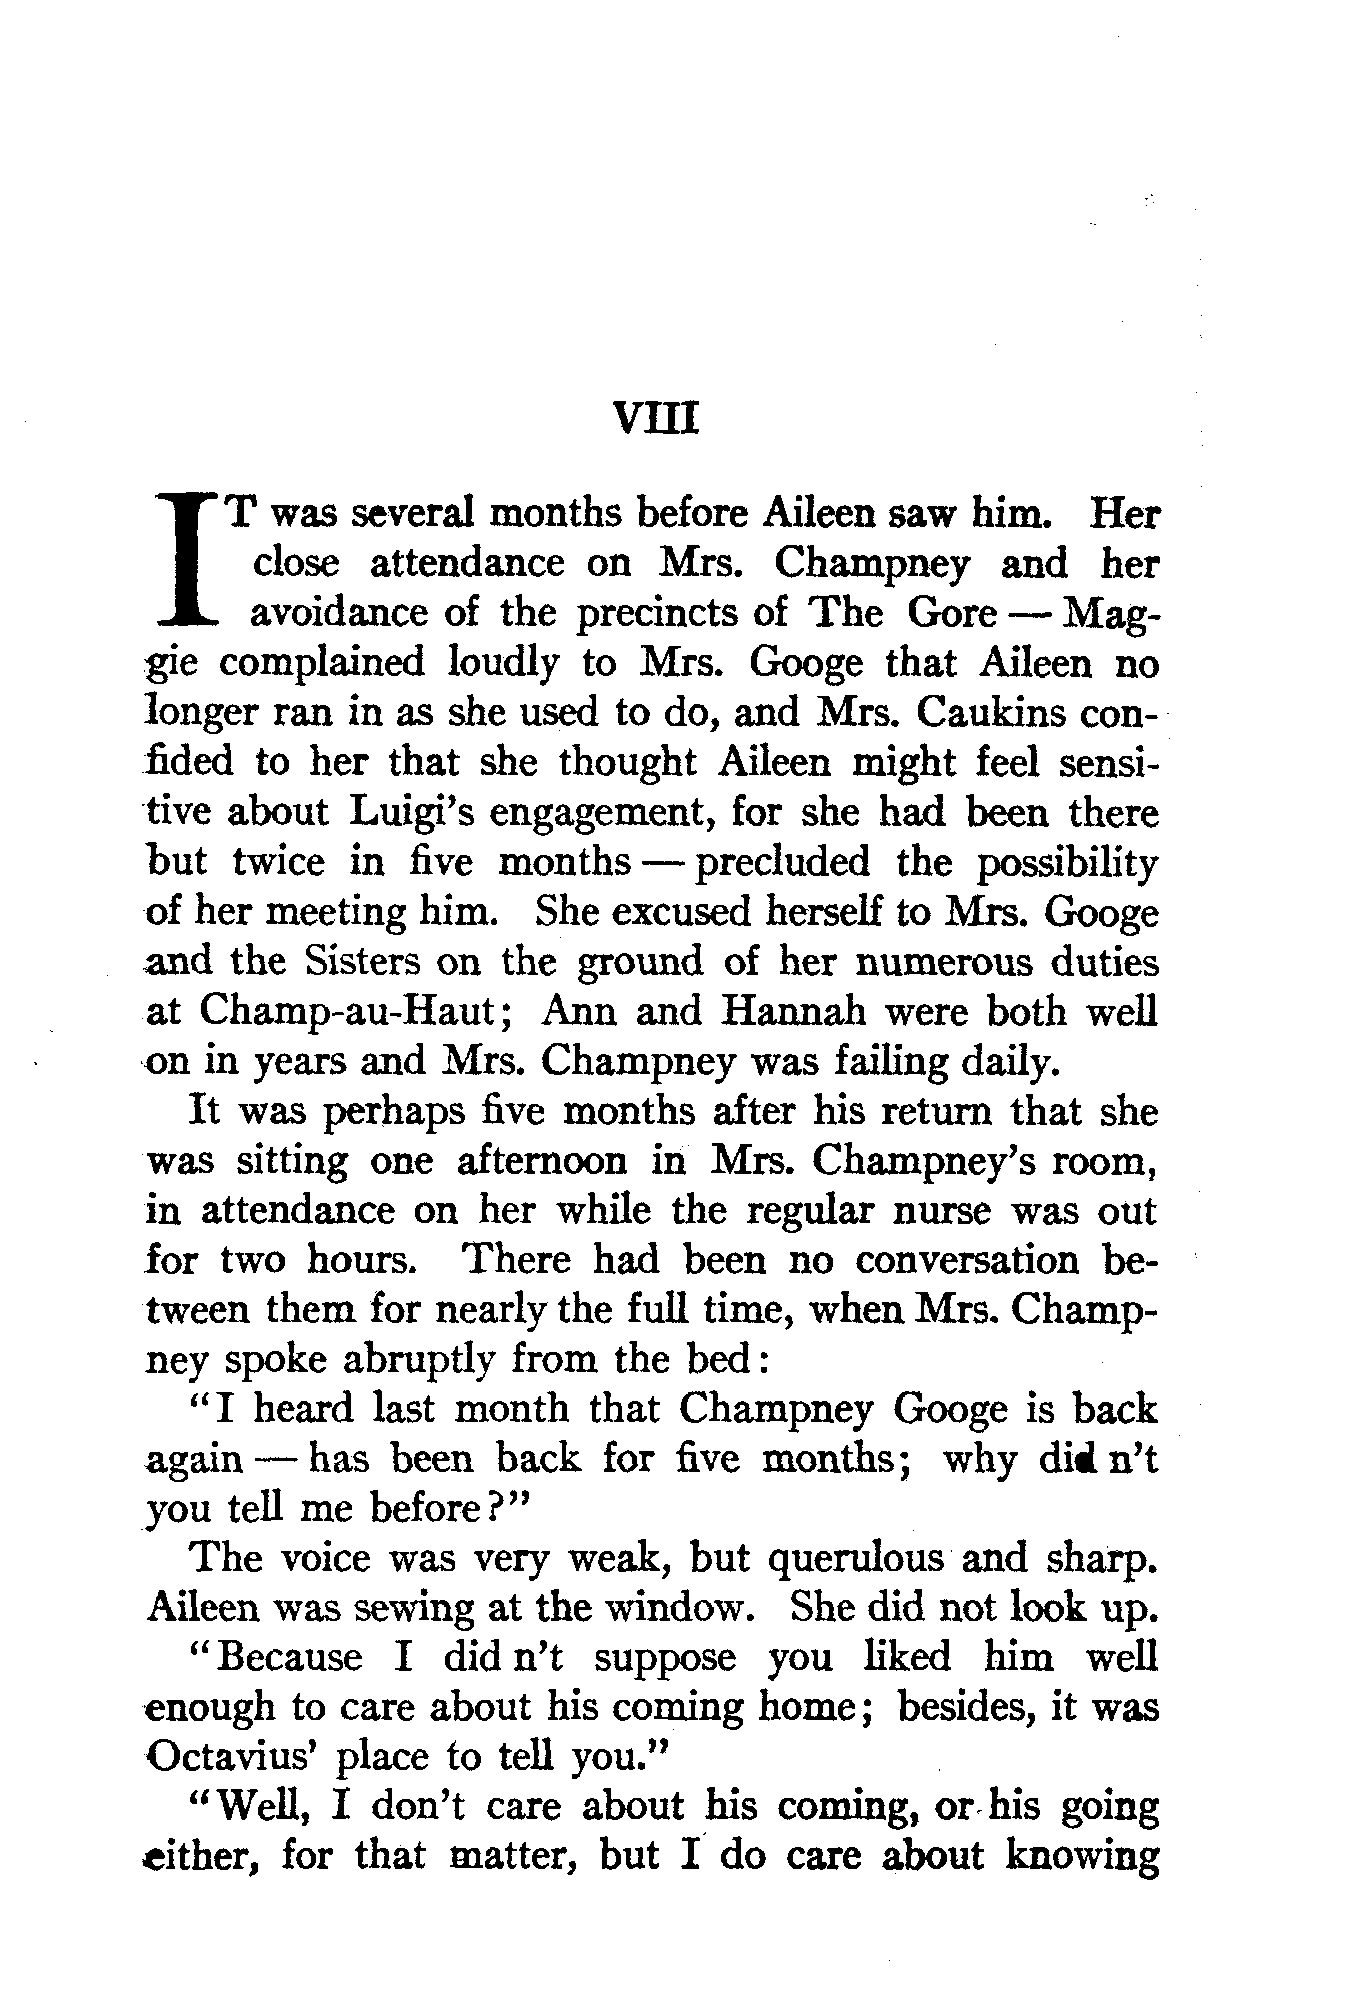 VIII
IT was several months before Aileen saw him. Her
close attendance on Mrs. Champney and her
avoidance of the precincts of The Gore — Mag-
gie complained loudly to Mrs. Googe that Aileen no
longer ran in as she used to do, and Mrs. Caukins con-
fided to her that she thought Aileen might feel sensi-
tive about Luigi's engagement, for she had been there
but twice in five months — precluded the possibility
of her meeting him. She excused herself to Mrs. Googe
and the Sisters on the ground of her numerous duties
at Champ-au-Haut; Ann and Hannah were both well
on in years and Mrs. Champney was failing daily.
It was perhaps five months after his return that she
was sitting one afternoon in Mrs. Champney's room,
in attendance on her while the regular nurse was out
for two hours. There had been no conversation be-
tween them for nearly the full time, when Mrs. Champ-
ney spoke abruptly from the bed:
"I heard last month that Champney Googe is back
again — has been back for five months; why did n't
you tell me before?"
The voice was very weak, but querulous and sharp.
Aileen was sewing at the window. She did not look up.
"Because I did n't suppose you liked him well
enough to care about his coming home; besides, it was
Octavius' place to tell you."
"Well, I don't care about his coming, or his going
either, for that matter, but I do care about knowing